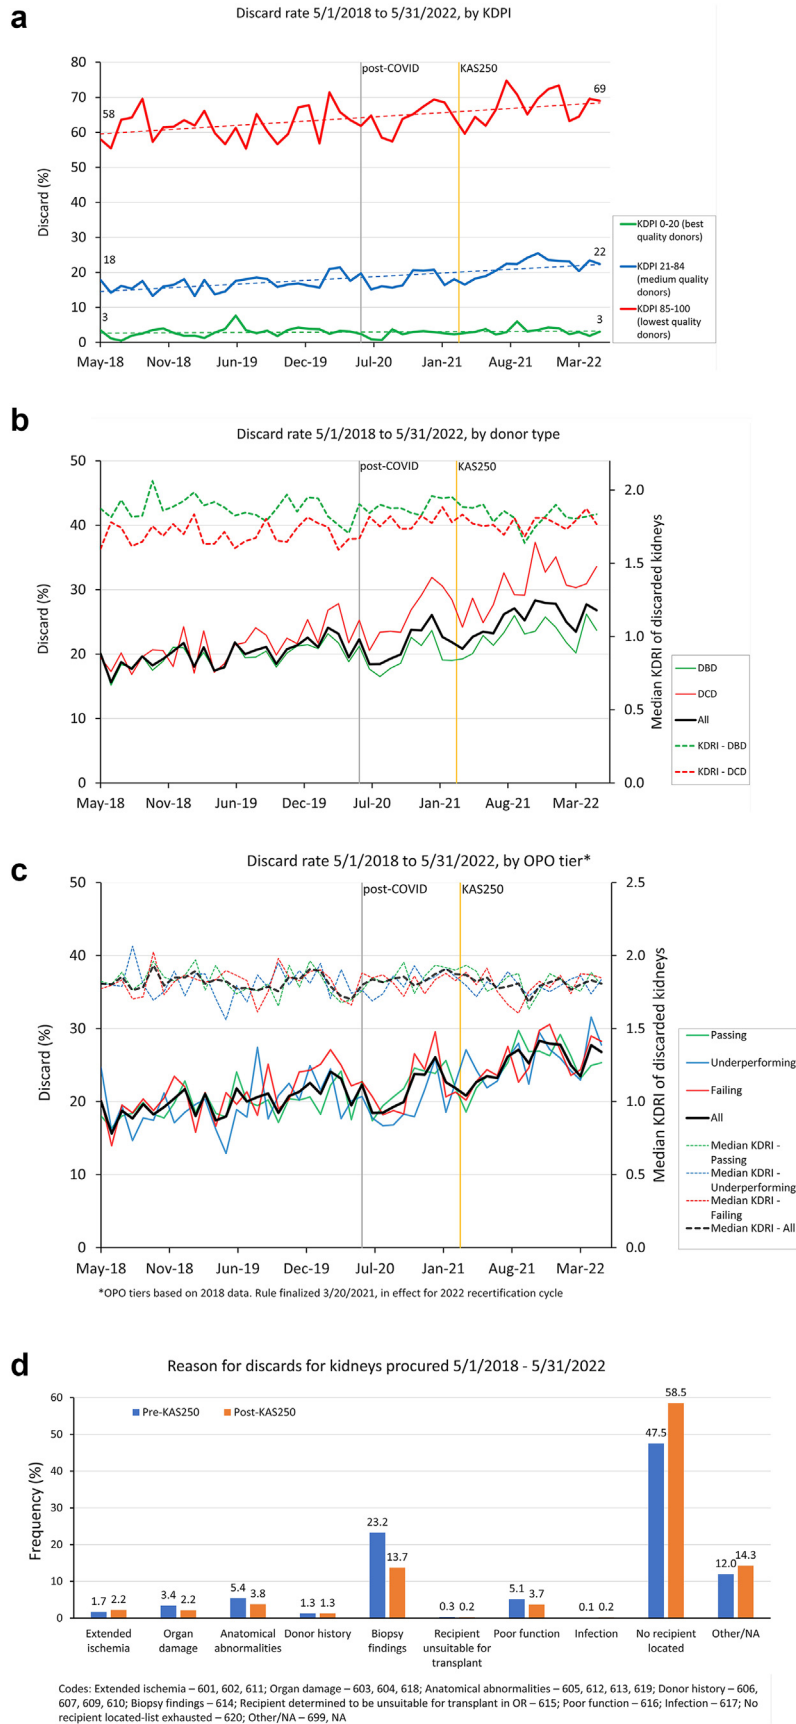 a
Discard rate 5/1/2018 to 5/31/2022, by KDPI
80
70
60
50
40
30
20
10
0
Discard (%)
post-COVID
KAS250
58
69
18
22
3
3
May-18
Nov-18
Jun-19
Dec-19
Jul-20
Jan-21
Aug-21
Mar-22
KDPI 0-20 (best
quality donors)
KDPI 21-84
(medium quality
donors)
KDPI 85-100
(lowest quality
donors)
b
Discard rate 5/1/2018 to 5/31/2022, by donor type
50
40
30
20
10
0
Discard (%)
post-COVID
KAS250
2.0
1.5
1.0
0.5
0.0
Median KDRI of discarded kidneys
May-18
Nov-18
Jun-19
Dec-19
Jul-20
Jan-21
Aug-21
Mar-22
DBD
DCD
All
KDRI - DBD
KDRI - DCD
c
Discard rate 5/1/2018 to 5/31/2022, by OPO tier*
50
40
30
20
10
0
Discard (%)
post-COVID
KAS250
2.5
2.0
1.5
1.0
0.5
0.0
Median KDRI of discarded kidneys
May-18
Nov-18
Jun-19
Dec-19
Jul-20
Jan-21
Aug-21
Mar-22
Passing
Underperforming
Failing
All
Median KDRI -
Passing
Median KDRI -
Underperforming
Median KDRI -
Failing
Median KDRI - All
*OPO tiers based on 2018 data. Rule finalized 3/20/2021, in effect for 2022 recertification cycle
d
Reason for discards for kidneys procured 5/1/2018 - 5/31/2022
60
50
40
30
20
10
0
Frequency (%)
Pre-KAS250
Post-KAS250
1.7 2.2
3.4 2.2
5.4 3.8
1.3 1.3
23.2 13.7
0.3 0.2
5.1 3.7
0.1 0.2
47.5 58.5
12.0 14.3
Extended
ischemia
Organ
damage
Anatomical
abnormalities
Donor history
Biopsy
findings
Recipient
unsuitable for
transplant
Poor function
Infection
No recipient
located
Other/NA
Codes: Extended ischemia – 601, 602, 611; Organ damage – 603, 604, 618; Anatomical abnormalities – 605, 612, 613, 619; Donor history – 606,
607, 609, 610; Biopsy findings – 614; Recipient determined to be unsuitable for transplant in OR – 615; Poor function – 616; Infection – 617; No
recipient located-list exhausted – 620; Other/NA – 699, NA